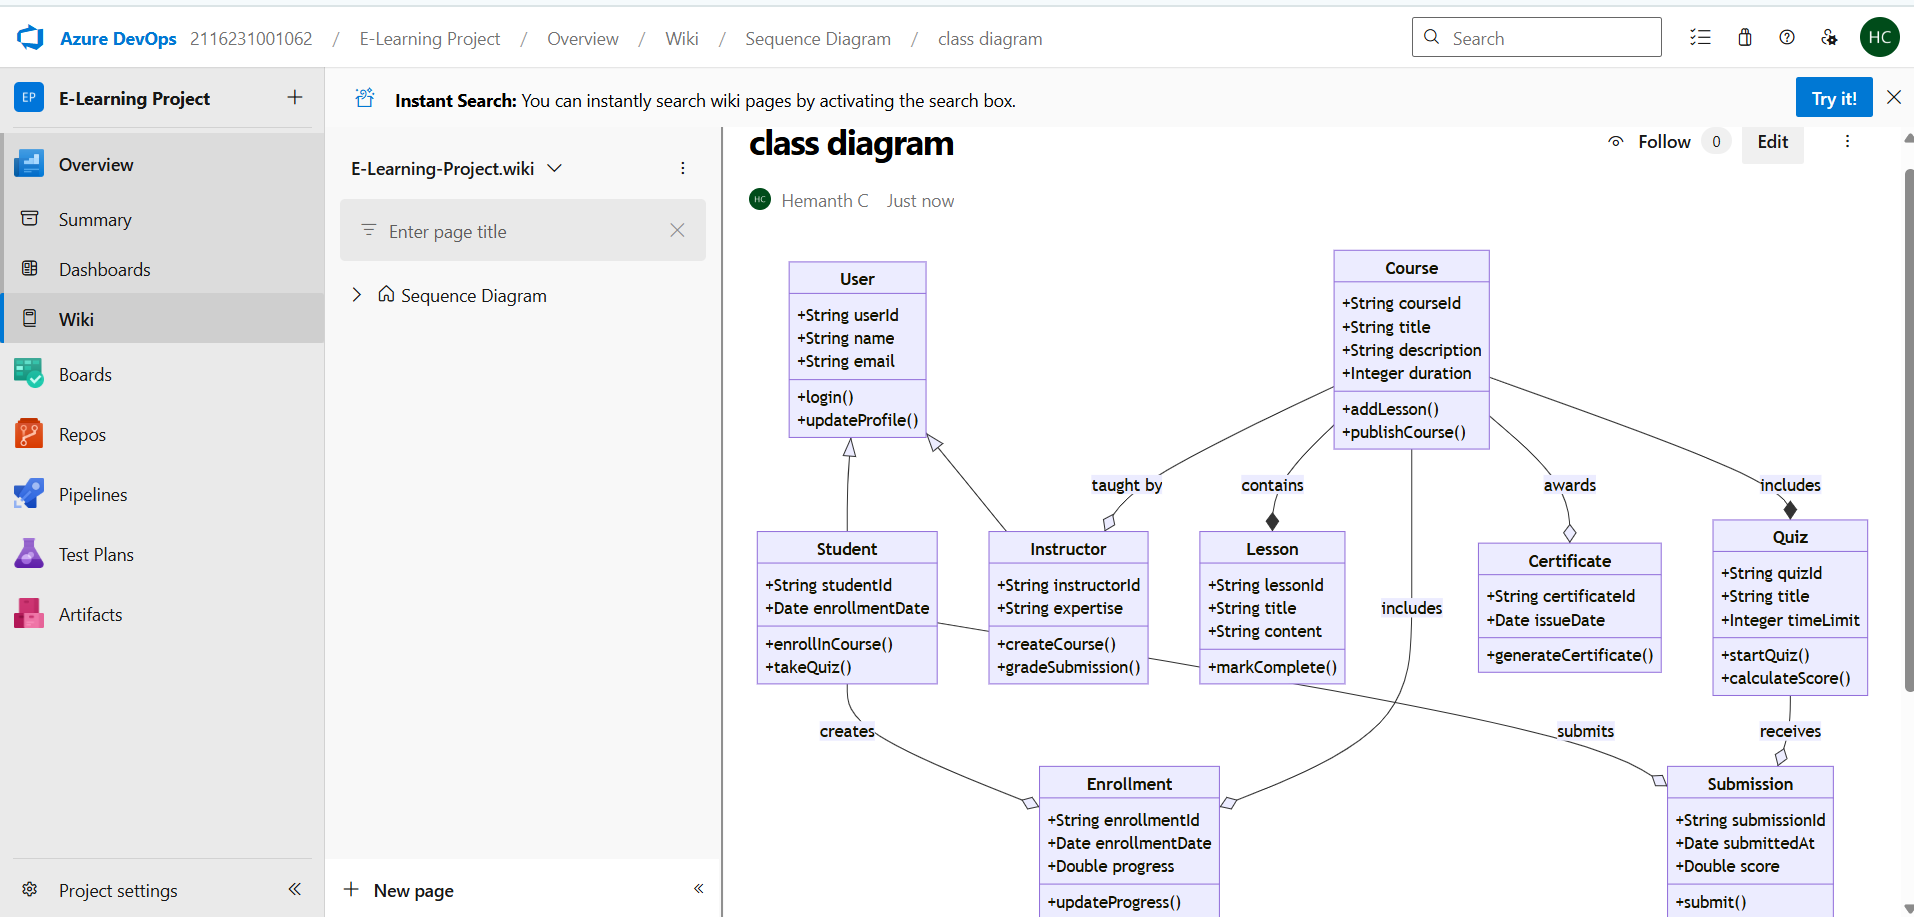 Azure DevOps 2116231001062 / E-Learning Project / Overview / Wiki / Sequence Diagram / class diagram
Search
HC
EP E-Learning Project
Overview
Summary
Dashboards
Wiki
Boards
Repos
Pipelines
Test Plans
Artifacts
Project settings
Instant Search: You can instantly search wiki pages by activating the search box.
Try it!
E-Learning-Project.wiki
Enter page title
Sequence Diagram
New page
class diagram
Follow 0
Edit
HC Hemanth C Just now
User
+String userId
+String name
+String email
+login()
+updateProfile()
Course
+String courseId
+String title
+String description
+Integer duration
+addLesson()
+publishCourse()
taught by
contains
awards
includes
Student
+String studentId
+Date enrollmentDate
+enrollInCourse()
+takeQuiz()
Instructor
+String instructorId
+String expertise
+createCourse()
+gradeSubmission()
Lesson
+String lessonId
+String title
+String content
+markComplete()
includes
Certificate
+String certificateId
+Date issueDate
+generateCertificate()
Quiz
+String quizId
+String title
+Integer timeLimit
+startQuiz()
+calculateScore()
creates
submits
receives
Enrollment
+String enrollmentId
+Date enrollmentDate
+Double progress
+updateProgress()
Submission
+String submissionId
+Date submittedAt
+Double score
+submit()